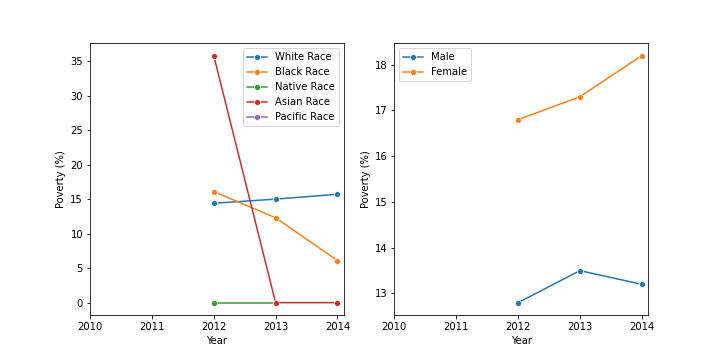 35
30
25
20
15
10
5
0
Poverty (%)
2010 2011 2012 2013 2014
Year
White Race
Black Race
Native Race
Asian Race
Pacific Race
18
17
16
15
14
13
Poverty (%)
2010 2011 2012 2013 2014
Year
Male
Female